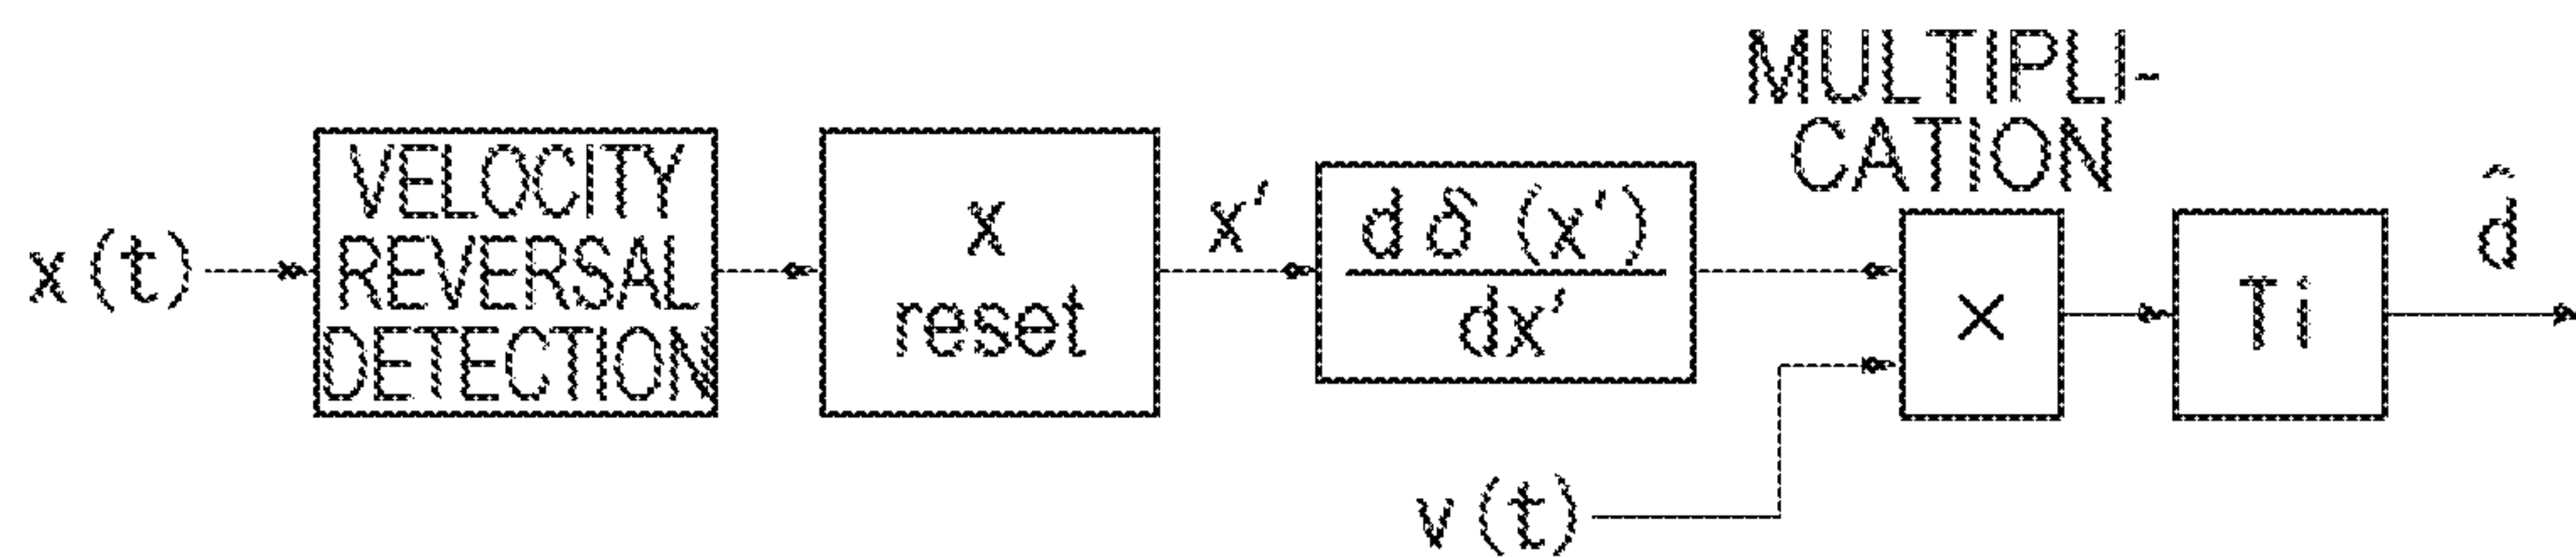 x(t)
VELOCITY
REVERSAL
DETECTION
x
reset
x′
dδ(x′)
dx′
MULTIPLI-
CATION
×
v(t)
Ti
d̂